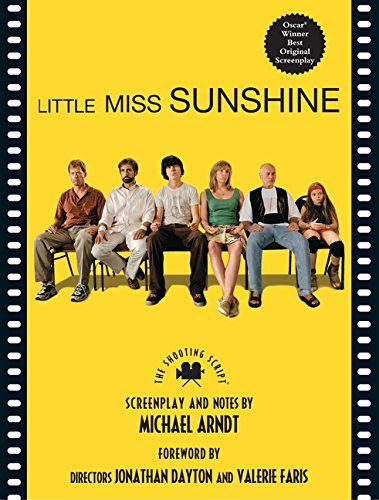 Oscar®
Winner
Best
Original
Screenplay
LITTLE MISS SUNSHINE
THE SHOOTING SCRIPT®
SCREENPLAY AND NOTES BY
MICHAEL ARNDT
FOREWORD BY
DIRECTORS JONATHAN DAYTON AND VALERIE FARIS